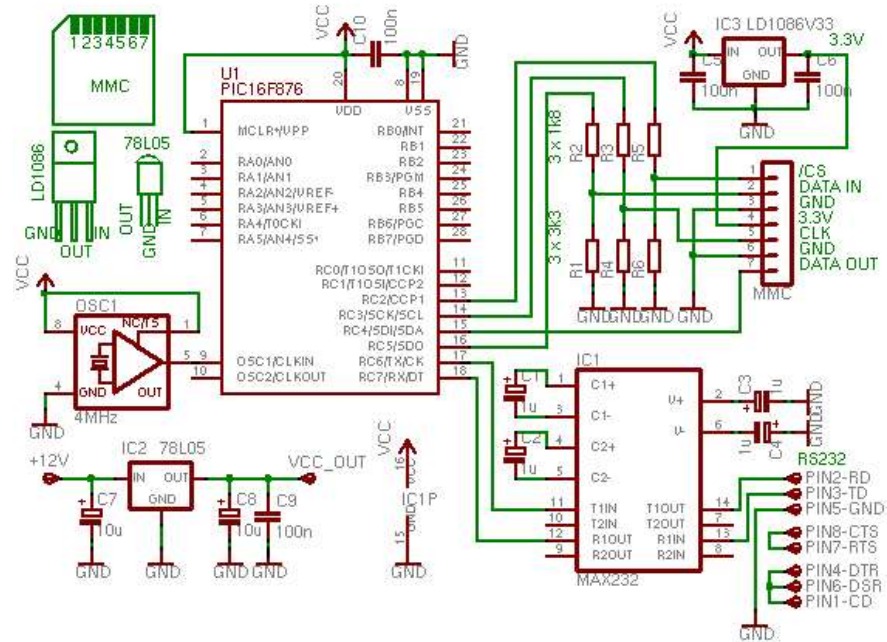 1234567
MMC
LD1086
GND
OUT
IN
78L05
OUT
GND
IN
VCC
C10
100n
GND
U1
PIC16F876
20
8
19
VDD
VSS
1
MCLR*/VPP
2
RA0/AN0
3
RA1/AN1
4
RA2/AN2/VREF-
5
RA3/AN3/VREF+
6
RA4/T0CKI
7
RA5/AN4/SS*
RB0/INT
21
RB1
22
RB2
23
RB3/PGM
24
RB4
25
RB5
26
RB6/PGC
27
RB7/PGD
28
RC0/T1OSO/T1CKI
11
RC1/T1OSI/CCP2
12
RC2/CCP1
13
RC3/SCK/SCL
14
RC4/SDI/SDA
15
RC5/SDO
16
RC6/TX/CK
17
RC7/RX/DT
18
9
OSC1/CLKIN
10
OSC2/CLKOUT
VCC
OSC1
8
VCC
NC/TS
1
5
4
GND
OUT
4MHz
GND
3 x 1k8
R2
R3
R5
3 x 3k3
R1
R4
R6
GND
GND
GND
GND
VCC
IC3 LD1086V33
3.3V
IN
OUT
GND
C5
100n
C6
100n
GND
/CS
1
DATA IN
2
GND
3
3.3V
4
CLK
5
GND
6
DATA OUT
7
MMC
IC2 78L05
+12V
IN
OUT
GND
VCC_OUT
C7
10u
C8
10u
C9
100n
GND
GND
GND
GND
VCC
16
VCC
IC1P
GND
15
GND
IC1
C1
1u
1
C1+
3
C1-
C2
1u
4
C2+
5
C2-
V+
2
C3
1u
GND
V-
6
1u
C4
GND
11
T1IN
10
T2IN
12
R1OUT
9
R2OUT
T1OUT
14
T2OUT
7
R1IN
13
R2IN
8
MAX232
RS232
PIN2-RD
PIN3-TD
PIN5-GND
PIN8-CTS
PIN7-RTS
PIN4-DTR
PIN6-DSR
PIN1-CD
GND